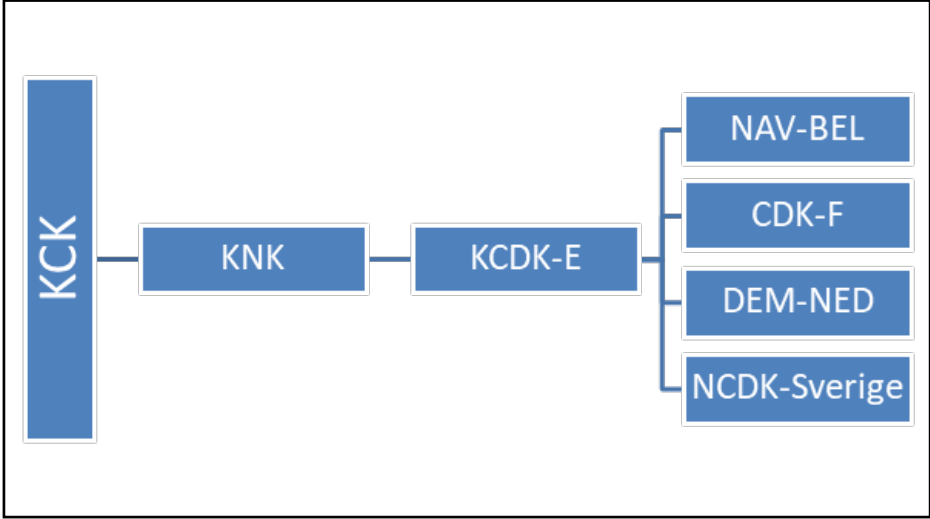 KCK
KNK
KCDK-E
NAV-BEL
CDK-F
DEM-NED
NCDK-Sverige